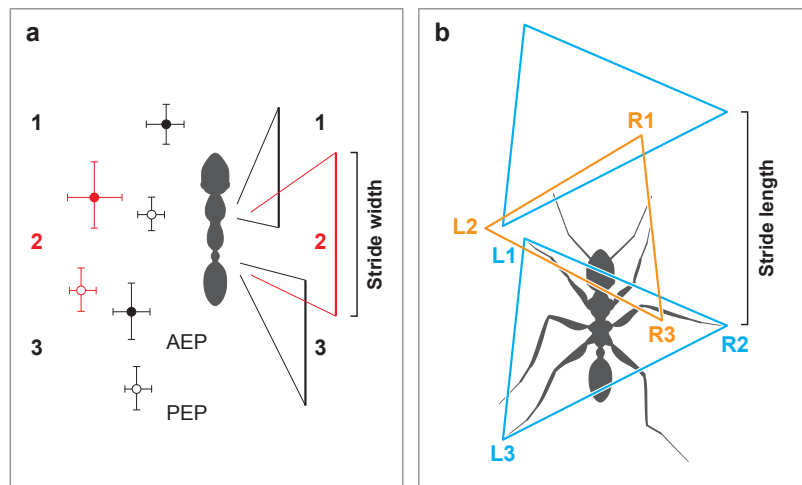 a
1
1
2
2
3
3
AEP
PEP
Stride width
b
R1
L2
L1
R3
R2
L3
Stride length